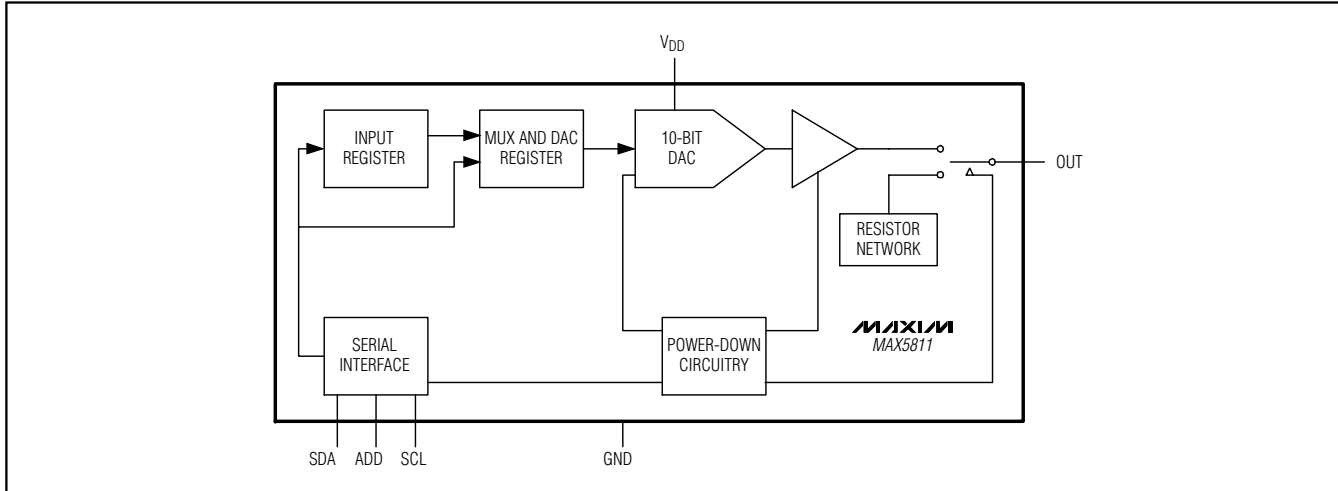 VDD
INPUT
REGISTER
MUX AND DAC
REGISTER
10-BIT
DAC
OUT
RESISTOR
NETWORK
SERIAL
INTERFACE
POWER-DOWN
CIRCUITRY
MAXIM
MAX5811
SDA ADD SCL GND